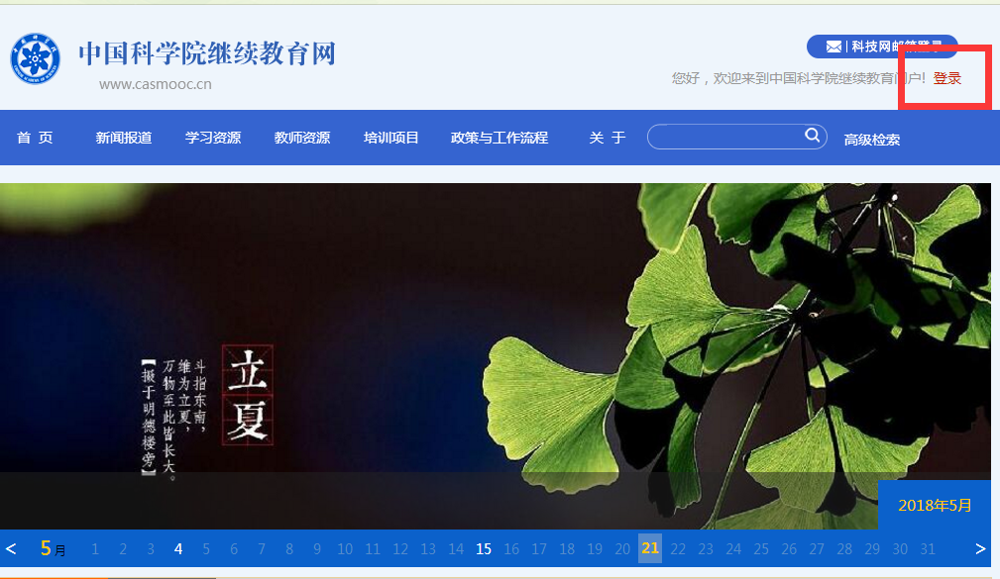 中国科学院继续教育网
www.casmooc.cn
科技网邮箱登录
您好，欢迎来到中国科学院继续教育门户! 登录
首 页 新闻报道 学习资源 教师资源 培训项目 政策与工作流程 关 于 高级检索
立夏
斗指东南，
维为立夏，
万物至此皆长大。
【摄于明德楼旁】
2018年5月
< 5月 1 2 3 4 5 6 7 8 9 10 11 12 13 14 15 16 17 18 19 20 21 22 23 24 25 26 27 28 29 30 31 >